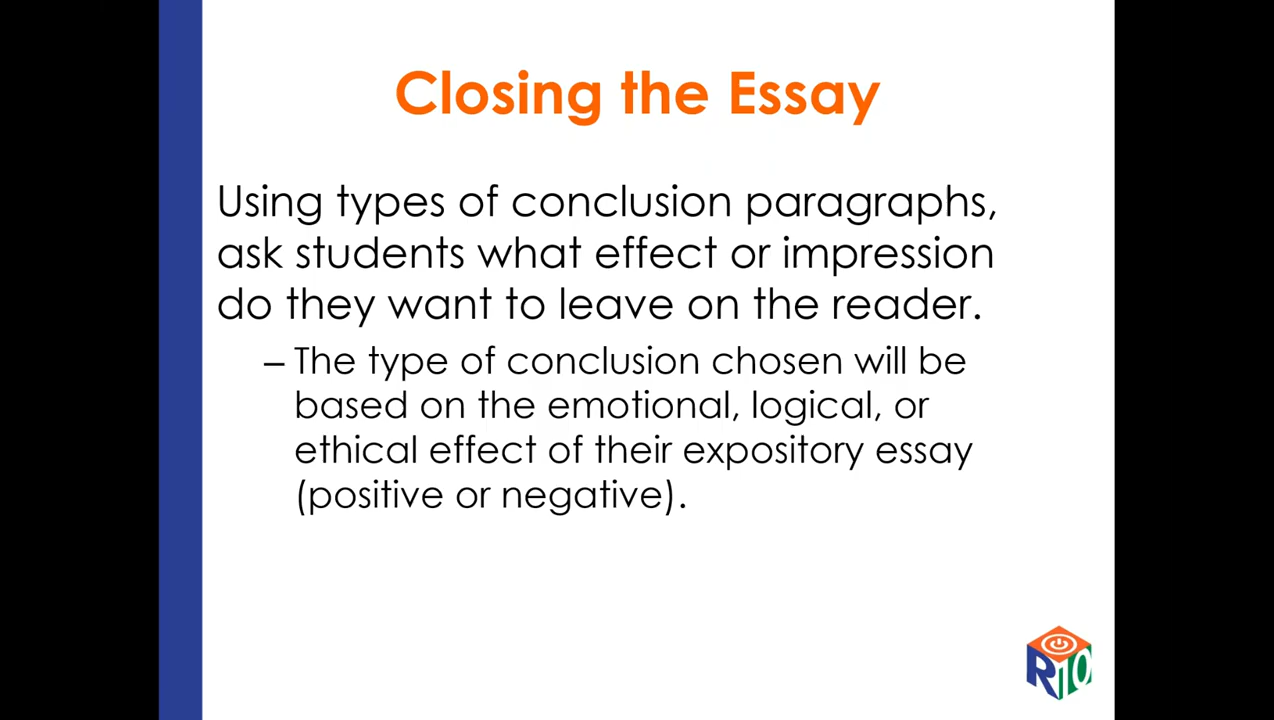 Closing the Essay
Using types of conclusion paragraphs,
ask students what effect or impression
do they want to leave on the reader.
– The type of conclusion chosen will be
based on the emotional, logical, or
ethical effect of their expository essay
(positive or negative).
R10